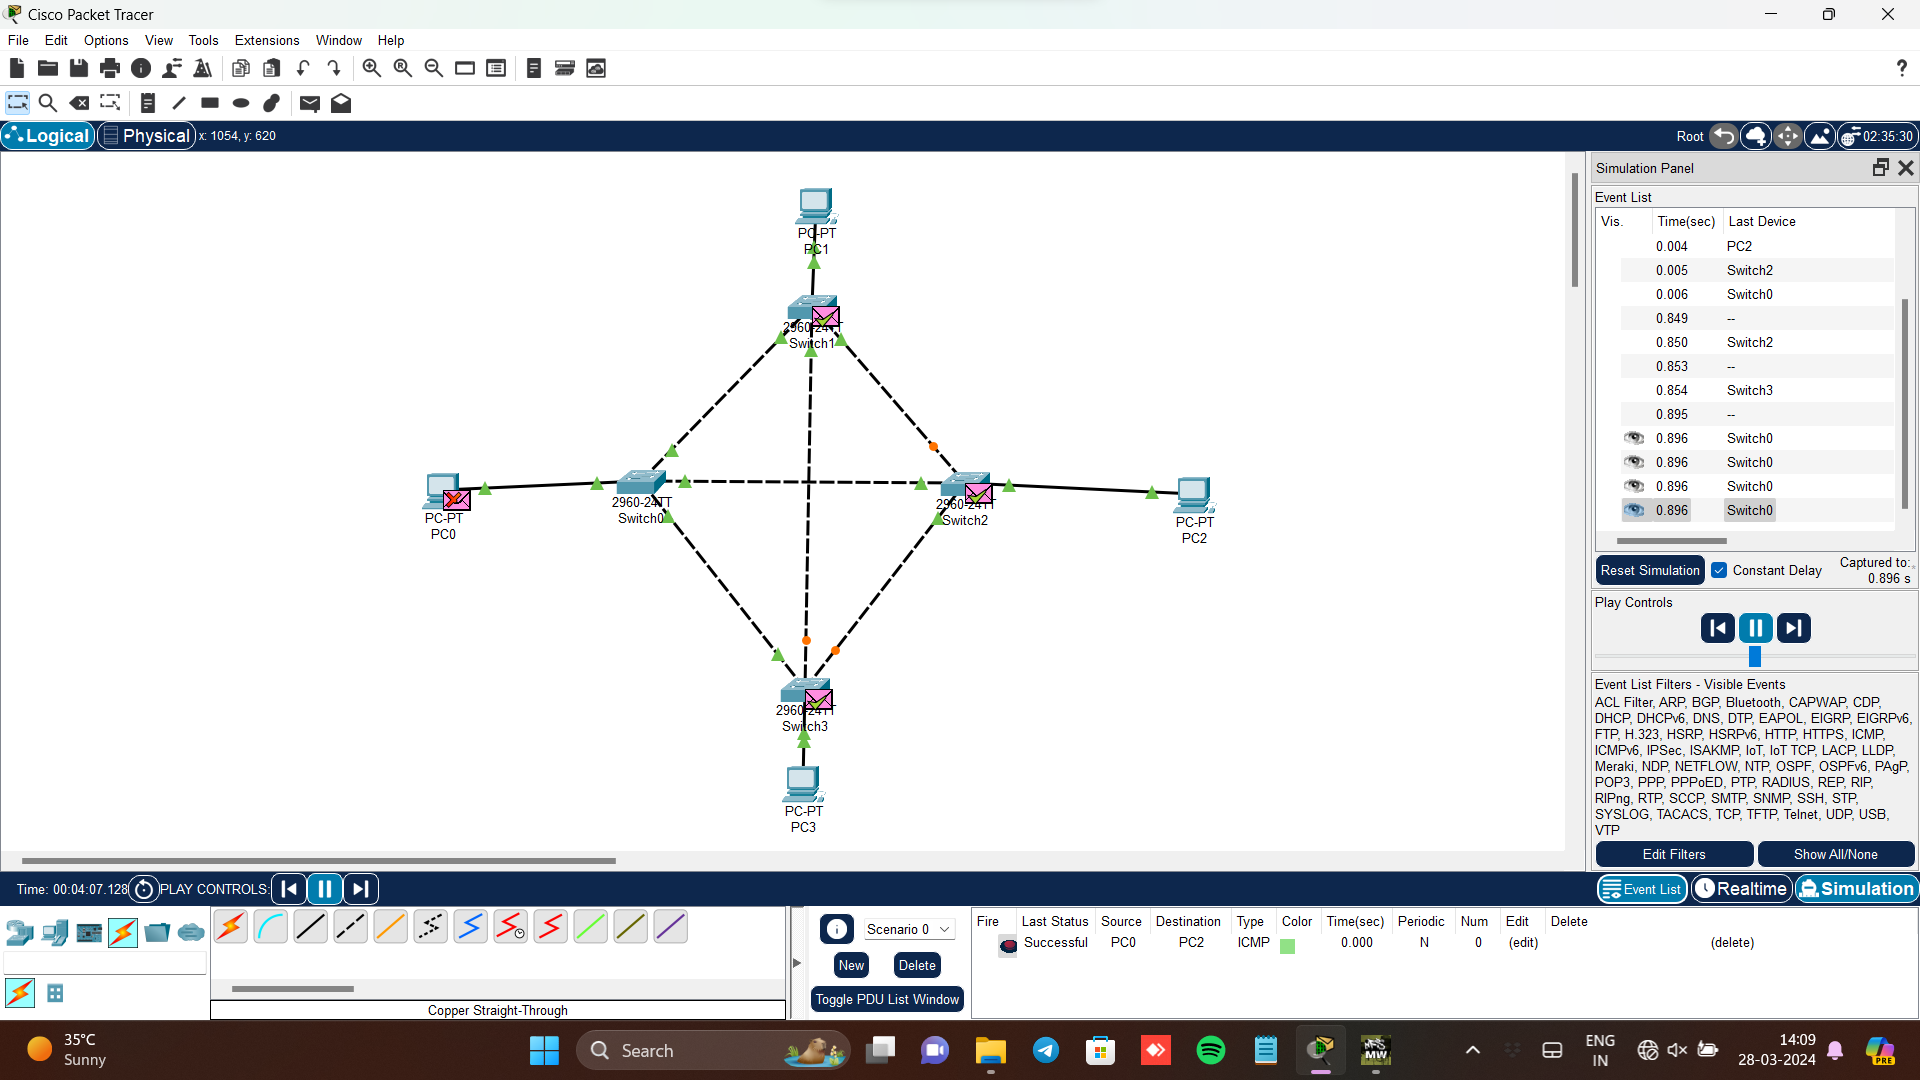 Cisco Packet Tracer
File Edit Options View Tools Extensions Window Help
?
Logical Physical x: 1054, y: 620
Root 02:35:30
PC-PT
PC1
2960-24TT
Switch1
PC-PT
PC0
2960-24TT
Switch0
2960-24TT
Switch2
PC-PT
PC2
2960-24TT
Switch3
PC-PT
PC3
Simulation Panel
Event List
Vis. Time(sec) Last Device
0.004 PC2
0.005 Switch2
0.006 Switch0
0.849 --
0.850 Switch2
0.853 --
0.854 Switch3
0.895 --
0.896 Switch0
0.896 Switch0
0.896 Switch0
0.896 Switch0
Reset Simulation Constant Delay Captured to:
0.896 s
Play Controls
Event List Filters - Visible Events
ACL Filter, ARP, BGP, Bluetooth, CAPWAP, CDP,
DHCP, DHCPv6, DNS, DTP, EAPOL, EIGRP, EIGRPv6,
FTP, H.323, HSRP, HSRPv6, HTTP, HTTPS, ICMP,
ICMPv6, IPSec, ISAKMP, IoT, IoT TCP, LACP, LLDP,
Meraki, NDP, NETFLOW, NTP, OSPF, OSPFv6, PAgP,
POP3, PPP, PPPoED, PTP, RADIUS, REP, RIP,
RIPng, RTP, SCCP, SMTP, SNMP, SSH, STP,
SYSLOG, TACACS, TCP, TFTP, Telnet, UDP, USB,
VTP
Edit Filters Show All/None
Time: 00:04:07.128 PLAY CONTROLS:
Event List Realtime Simulation
Copper Straight-Through
Scenario 0
New Delete
Toggle PDU List Window
Fire Last Status Source Destination Type Color Time(sec) Periodic Num Edit Delete
Successful PC0 PC2 ICMP 0.000 N 0 (edit) (delete)
35°C
Sunny
Search
MW
ENG
IN
14:09
28-03-2024
PRE